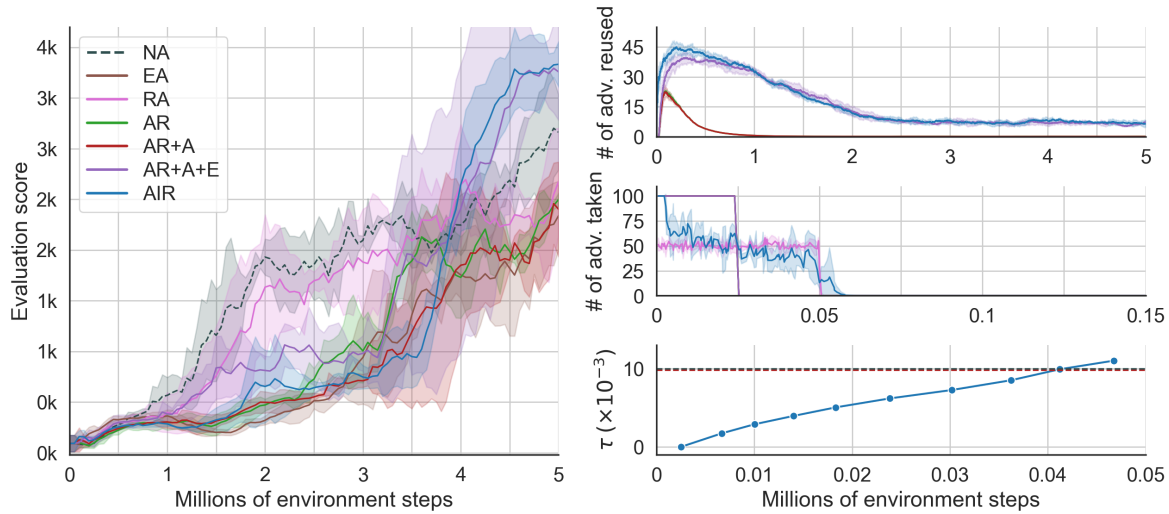 Evaluation score
4k
3k
3k
2k
2k
1k
1k
0k
0k
0
1
2
3
4
5
Millions of environment steps
NA
EA
RA
AR
AR+A
AR+A+E
AIR
# of adv. reused
45
30
15
0
0
1
2
3
4
5
# of adv. taken
100
75
50
25
0
0
0.05
0.1
0.15
τ (×10⁻³)
10
0
0
0.01
0.02
0.03
0.04
0.05
Millions of environment steps